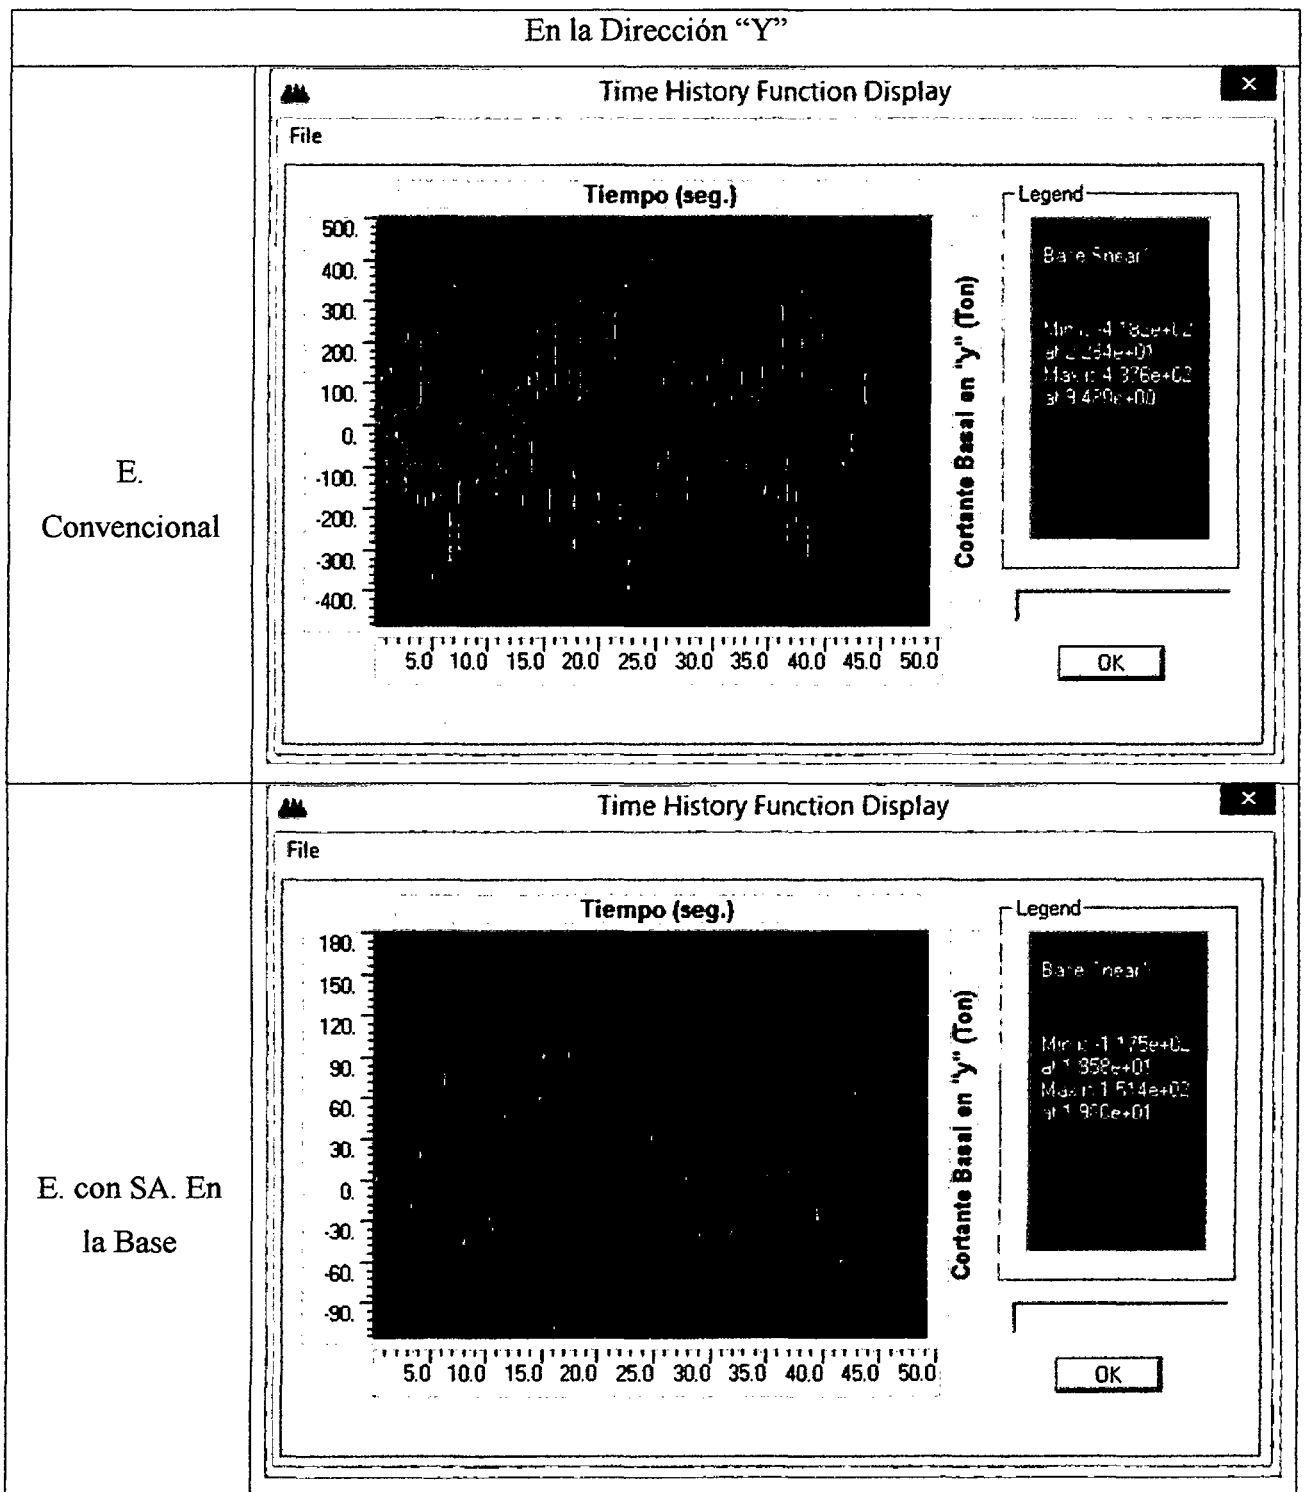 En la Dirección “Y”
E.
Convencional
Time History Function Display
File
Tiempo (seg.)
500.
400.
300.
200.
100.
0.
-100.
-200.
-300.
-400.
5.0 10.0 15.0 20.0 25.0 30.0 35.0 40.0 45.0 50.0
Cortante Basal en "y" (Ton)
Legend
OK
E. con SA. En
la Base
Time History Function Display
File
Tiempo (seg.)
180.
150.
120.
90.
60.
30.
0.
-30.
-60.
-90.
5.0 10.0 15.0 20.0 25.0 30.0 35.0 40.0 45.0 50.0
Cortante Basal en "y" (Ton)
Legend
OK